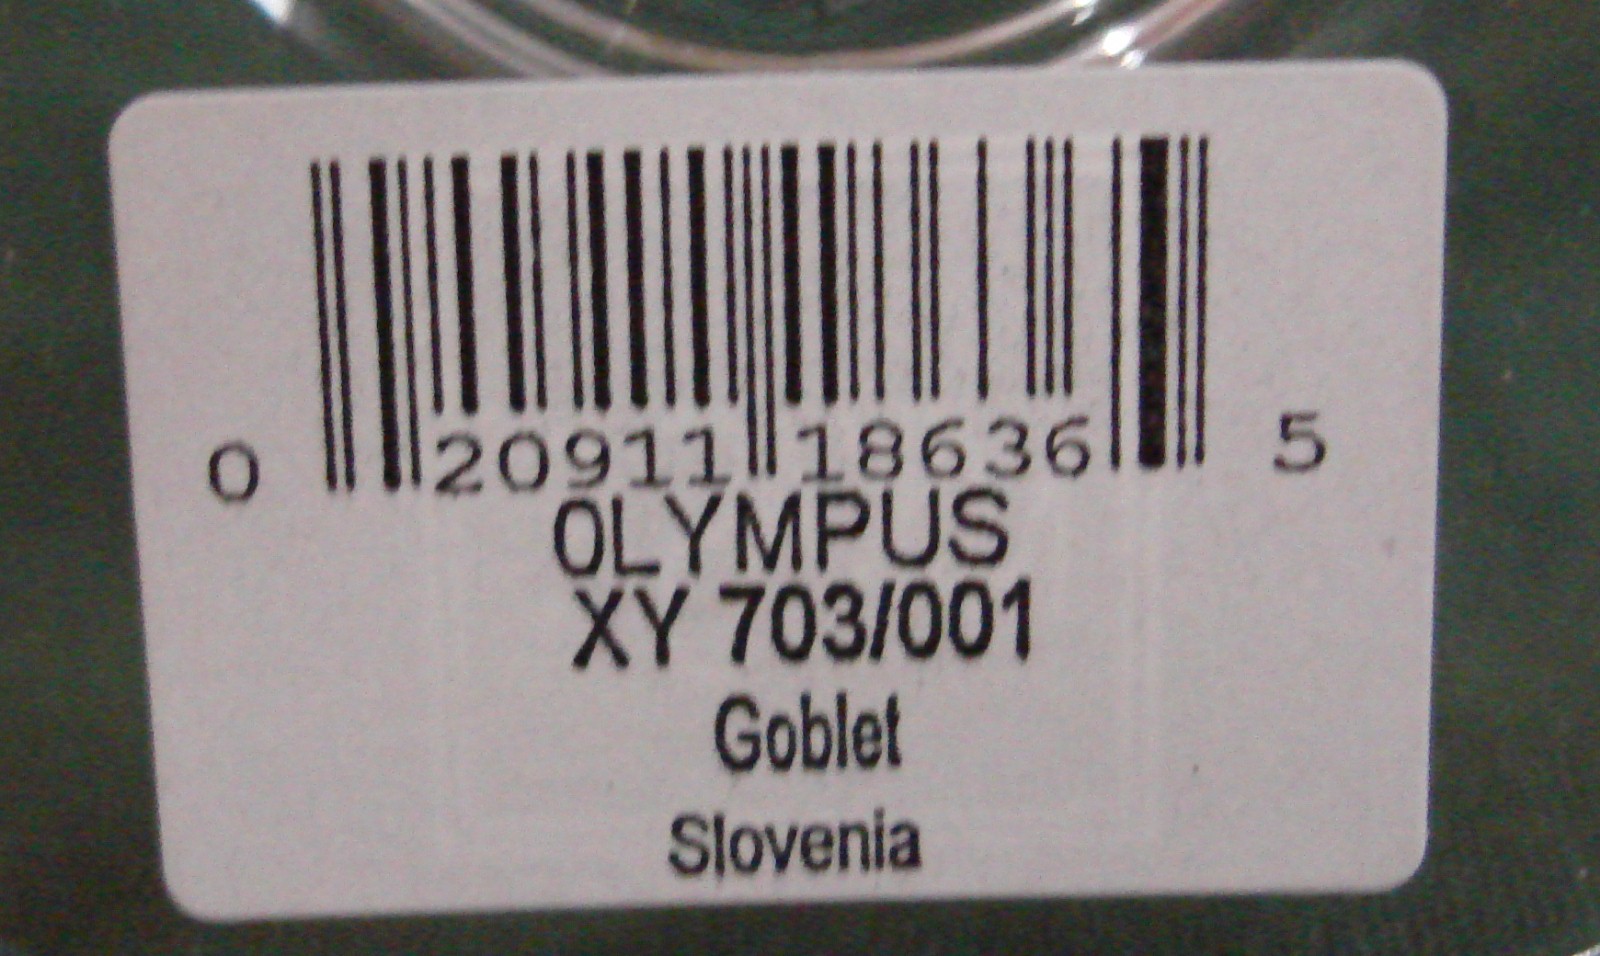 0 20911 18636 5
OLYMPUS
XY 703/001
Goblet
Slovenia